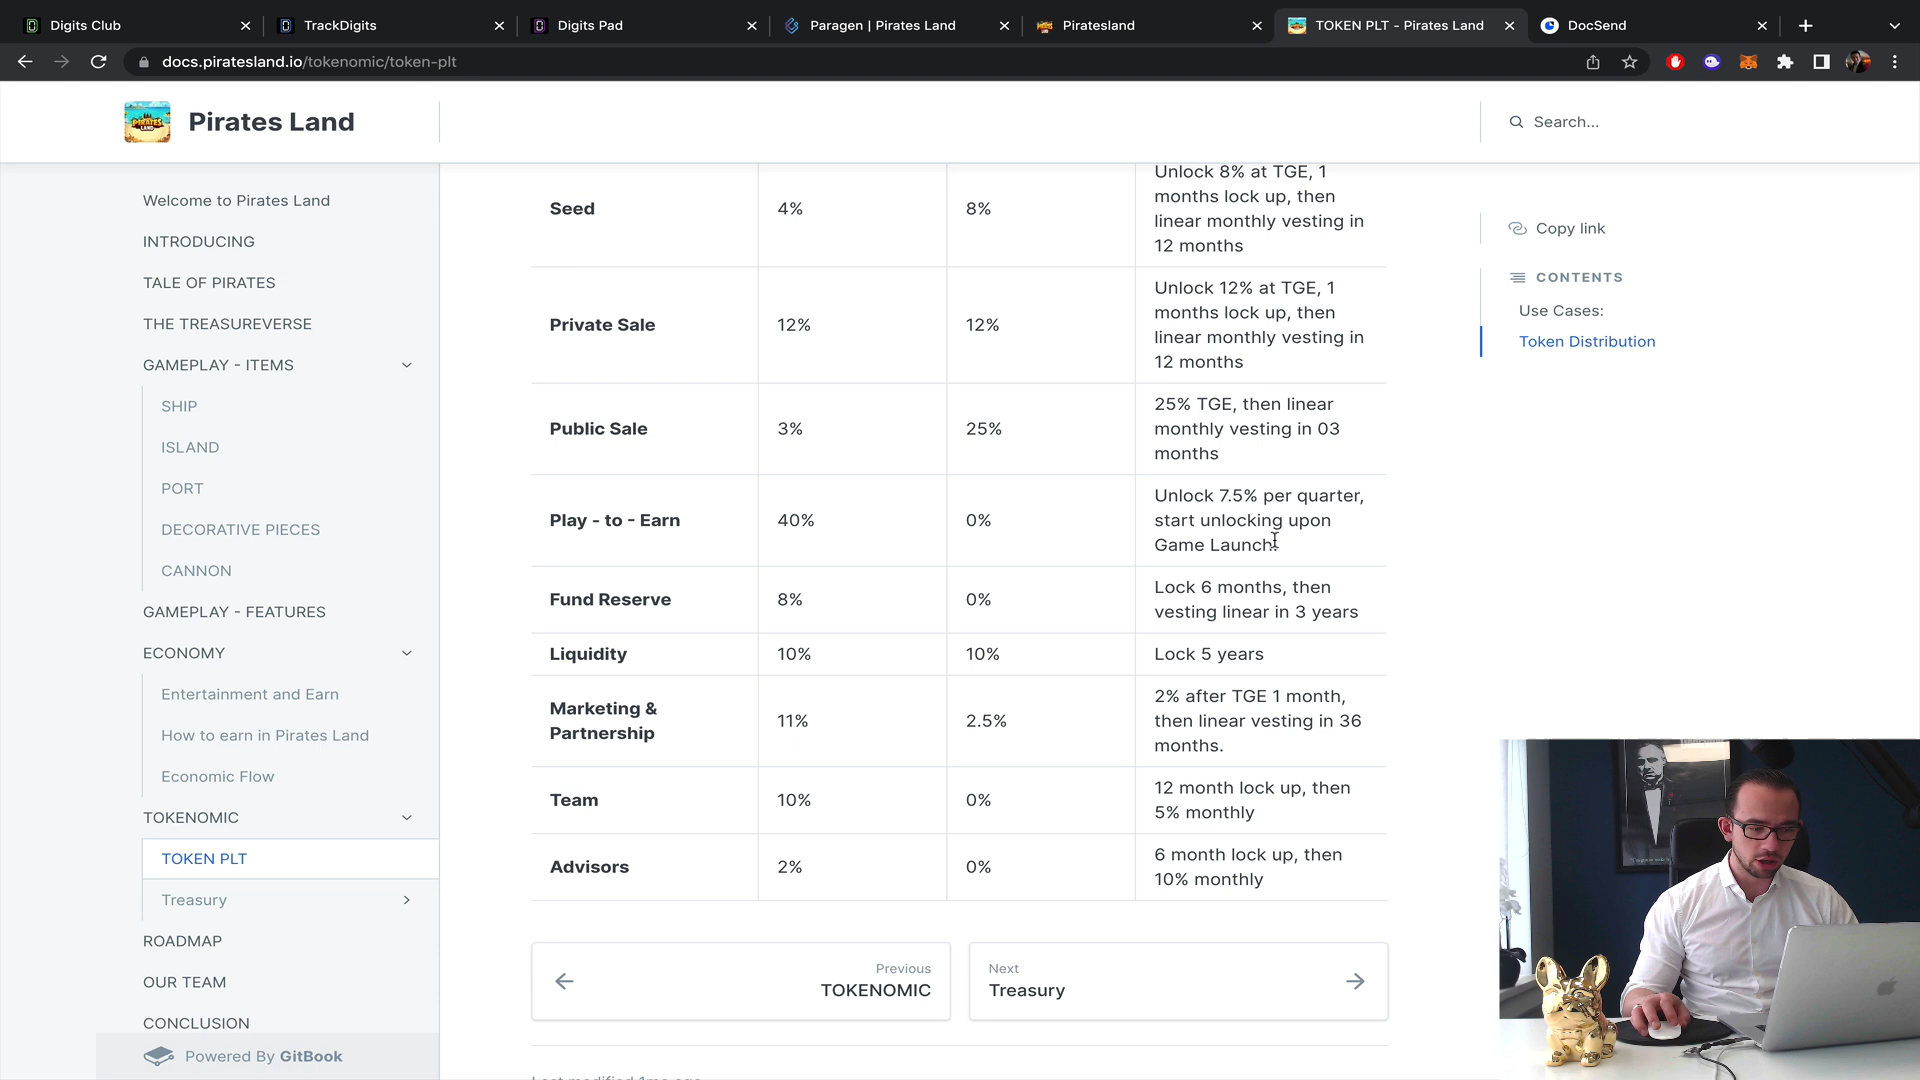 Digits Club
TrackDigits
Digits Pad
Paragen | Pirates Land
Piratesland
TOKEN PLT - Pirates Land
DocSend
docs.piratesland.io/tokenomic/token-plt
Pirates Land
Search...
Welcome to Pirates Land
INTRODUCING
TALE OF PIRATES
THE TREASUREVERSE
GAMEPLAY - ITEMS
SHIP
ISLAND
PORT
DECORATIVE PIECES
CANNON
GAMEPLAY - FEATURES
ECONOMY
Entertainment and Earn
How to earn in Pirates Land
Economic Flow
TOKENOMIC
TOKEN PLT
Treasury
ROADMAP
OUR TEAM
CONCLUSION
Powered By GitBook
Seed
4%
8%
Unlock 8% at TGE, 1
months lock up, then
linear monthly vesting in
12 months
Private Sale
12%
12%
Unlock 12% at TGE, 1
months lock up, then
linear monthly vesting in
12 months
Public Sale
3%
25%
25% TGE, then linear
monthly vesting in 03
months
Play - to - Earn
40%
0%
Unlock 7.5% per quarter,
start unlocking upon
Game Launch.
Fund Reserve
8%
0%
Lock 6 months, then
vesting linear in 3 years
Liquidity
10%
10%
Lock 5 years
Marketing &
Partnership
11%
2.5%
2% after TGE 1 month,
then linear vesting in 36
months.
Team
10%
0%
12 month lock up, then
5% monthly
Advisors
2%
0%
6 month lock up, then
10% monthly
Previous
TOKENOMIC
Next
Treasury
Last modified 1mo ago
Copy link
CONTENTS
Use Cases:
Token Distribution